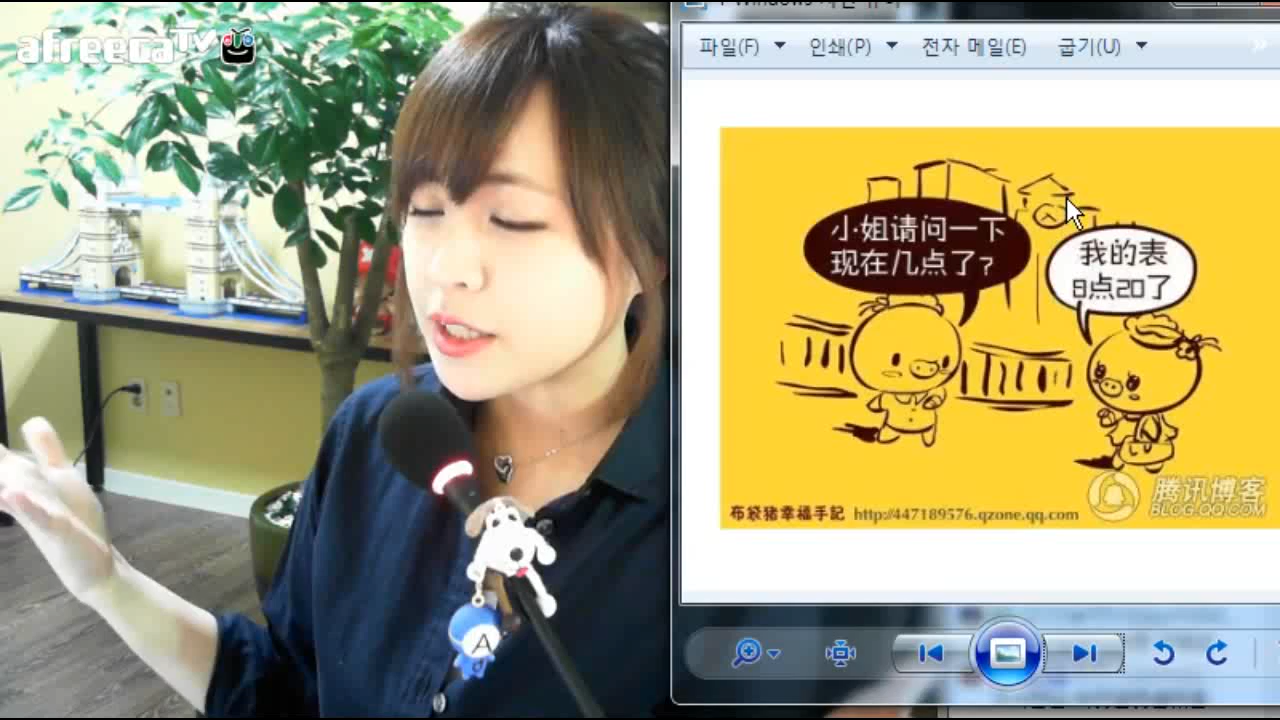 afreecaTV
파일(F)
인쇄(P)
전자 메일(E)
굽기(U)
小姐请问一下
现在几点了?
我的表
8点20了
布袋猪幸福手記 http://447189576.qzone.qq.com
腾讯博客
BLOG.QQ.COM
A